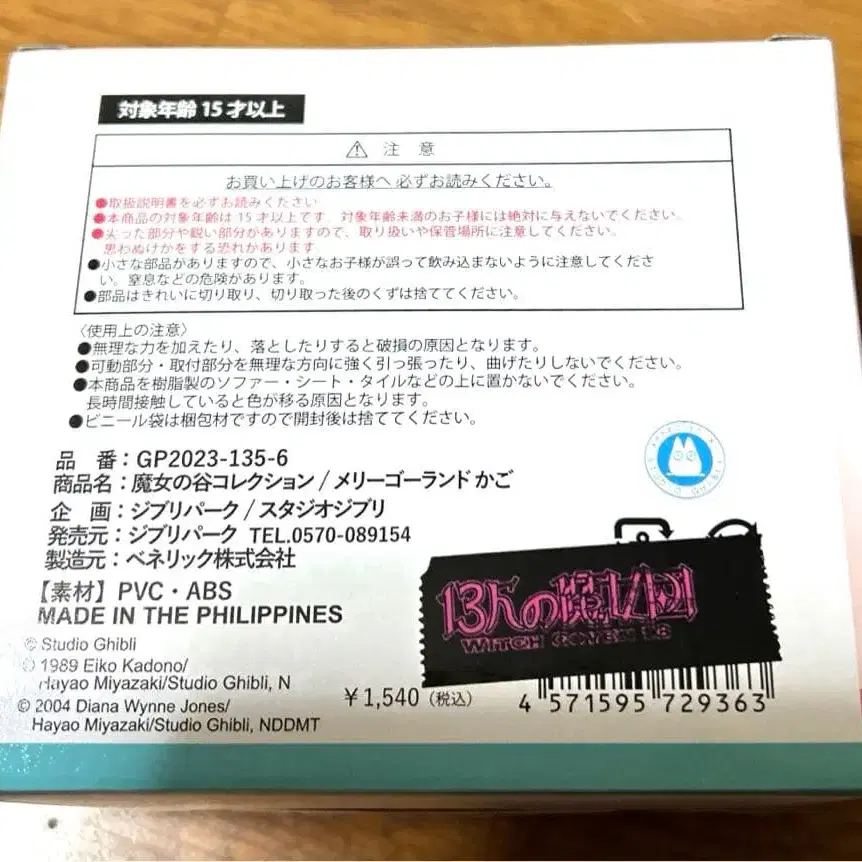 対象年齢 15 才以上
⚠ 注 意
お買い上げのお客様へ 必ずお読みください。
●取扱説明書を必ずお読みください
●本商品の対象年齢は 15 才以上です。対象年齢未満のお子様には絶対に与えないでください。
●尖った部分や鋭い部分がありますので、取り扱いや保管場所に注意してください。
思わぬけがをする恐れがあります
●小さな部品がありますので、小さなお子様が誤って飲み込まないように注意してくださ
い。窒息などの危険があります。
●部品はきれいに切り取り、切り取った後のくずは捨ててください。
〈使用上の注意〉
●無理な力を加えたり、落としたりすると破損の原因となります。
●可動部分・取付部分を無理な方向に強く引っ張ったり、曲げたりしないでください。
●本商品を樹脂製のソファー・シート・タイルなどの上に置かないでください。
長時間接触していると色が移る原因となります。
●ビニール袋は梱包材ですので開封後は捨ててください。
品 番：GP2023-135-6
商品名：魔女の谷コレクション / メリーゴーランド かご
企 画：ジブリパーク / スタジオジブリ
発売元：ジブリパーク TEL.0570-089154
製造元：ベネリック株式会社
【素材】PVC・ABS
MADE IN THE PHILIPPINES
© Studio Ghibli
© 1989 Eiko Kadono/
Hayao Miyazaki/Studio Ghibli, N
© 2004 Diana Wynne Jones/
Hayao Miyazaki/Studio Ghibli, NDDMT
¥1,540（税込）
13人の
WITCH COVEN 13
4 571595 729363